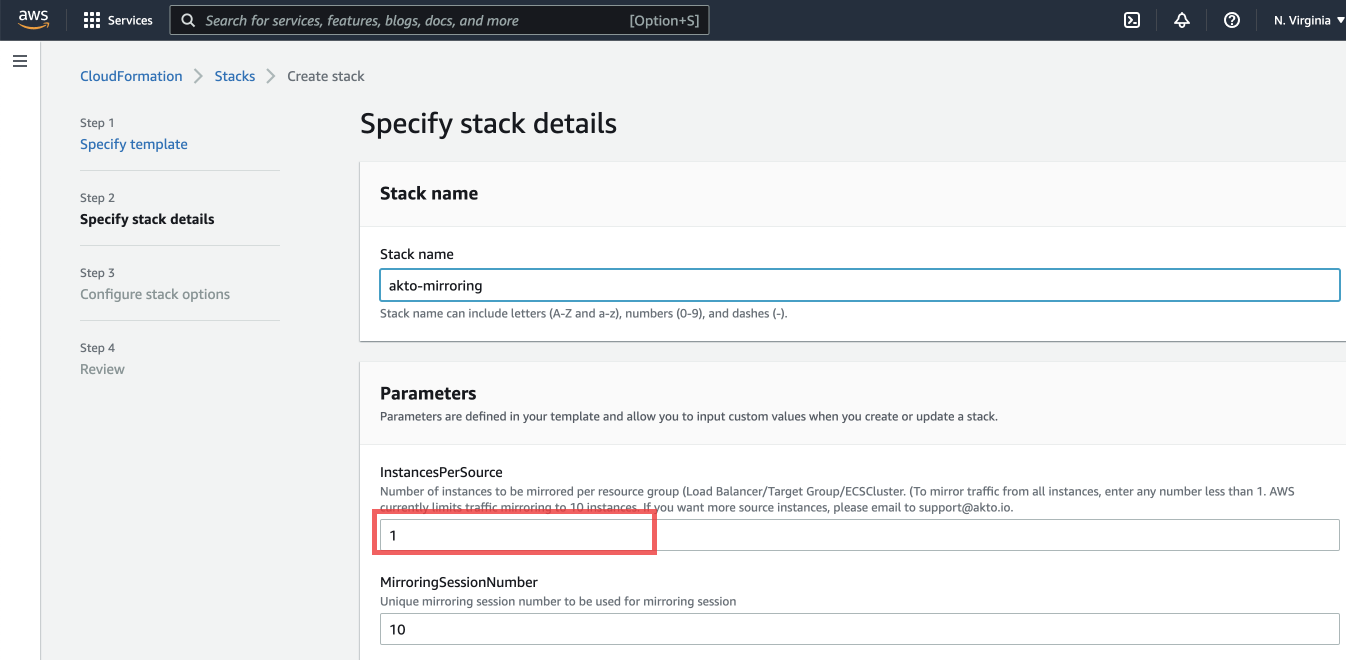 aws
Services
Search for services, features, blogs, docs, and more
[Option+S]
N. Virginia
CloudFormation
Stacks
Create stack
Step 1
Specify template
Step 2
Specify stack details
Step 3
Configure stack options
Step 4
Review
Specify stack details
Stack name
Stack name
akto-mirroring
Stack name can include letters (A-Z and a-z), numbers (0-9), and dashes (-).
Parameters
Parameters are defined in your template and allow you to input custom values when you create or update a stack.
InstancesPerSource
Number of instances to be mirrored per resource group (Load Balancer/Target Group/ECSCluster. (To mirror traffic from all instances, enter any number less than 1. AWS
currently limits traffic mirroring to 10 instances. If you want more source instances, please email to support@akto.io.
1
MirroringSessionNumber
Unique mirroring session number to be used for mirroring session
10